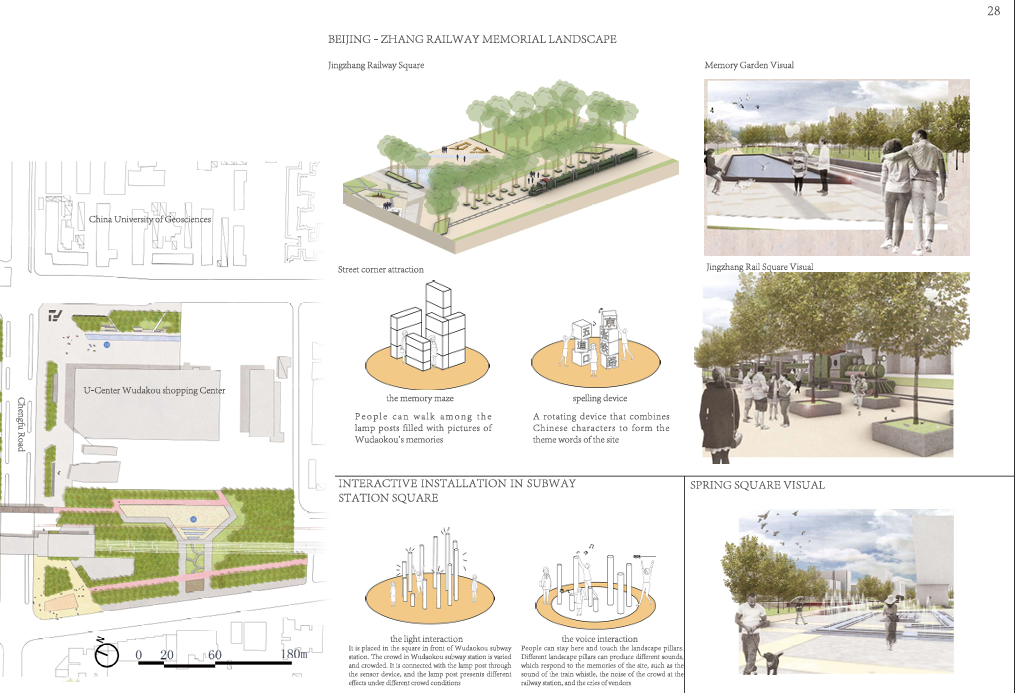 28
BEIJING - ZHANG RAILWAY MEMORIAL LANDSCAPE
Jingzhang Railway Square
Memory Garden Visual
China University of Geosciences
Street corner attraction
Jingzhang Rail Square Visual
五
道
口
京
the memory maze
spelling device
People can walk among the
lamp posts filled with pictures of
Wudaokou's memories
A rotating device that combines
Chinese characters to form the
theme words of the site
U-Center Wudakou shopping Center
Chengfu Road
INTERACTIVE INSTALLATION IN SUBWAY
STATION SQUARE
SPRING SQUARE VISUAL
the light interaction
It is placed in the square in front of Wudaokou subway
station. The crowd in Wudaokou subway station is varied
and crowded. It is connected with the lamp post through
the sensor device, and the lamp post presents different
effects under different crowd conditions
the voice interaction
People can stay here and touch the landscape pillars.
Different landscape pillars can produce different sounds,
which respond to the memories of the site, such as the
sound of the train whistle, the noise of the crowd at the
railway station, and the cries of vendors
N
0 20 60 180m